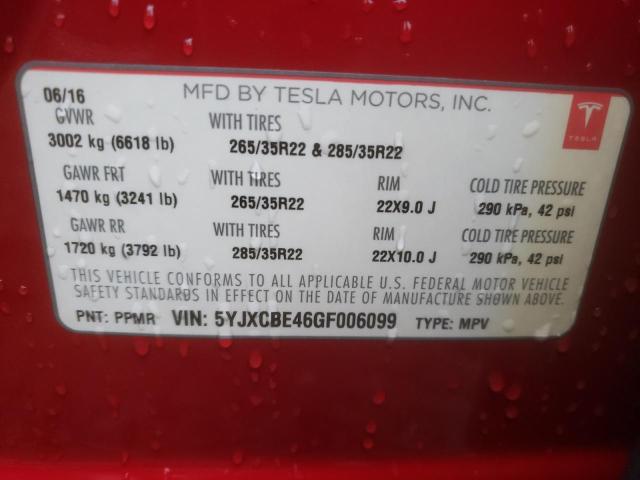 06/16 MFD BY TESLA MOTORS, INC.
GVWR WITH TIRES
3002 kg (6618 lb) 265/35R22 & 285/35R22
TESLA
GAWR FRT WITH TIRES RIM COLD TIRE PRESSURE
1470 kg (3241 lb) 265/35R22 22X9.0 J 290 kPa, 42 psi
GAWR RR WITH TIRES RIM COLD TIRE PRESSURE
1720 kg (3792 lb) 285/35R22 22X10.0 J 290 kPa, 42 psi
THIS VEHICLE CONFORMS TO ALL APPLICABLE U.S. FEDERAL MOTOR VEHICLE
SAFETY STANDARDS IN EFFECT ON THE DATE OF MANUFACTURE SHOWN ABOVE.
PNT: PPMR VIN: 5YJXCBE46GF006099 TYPE: MPV